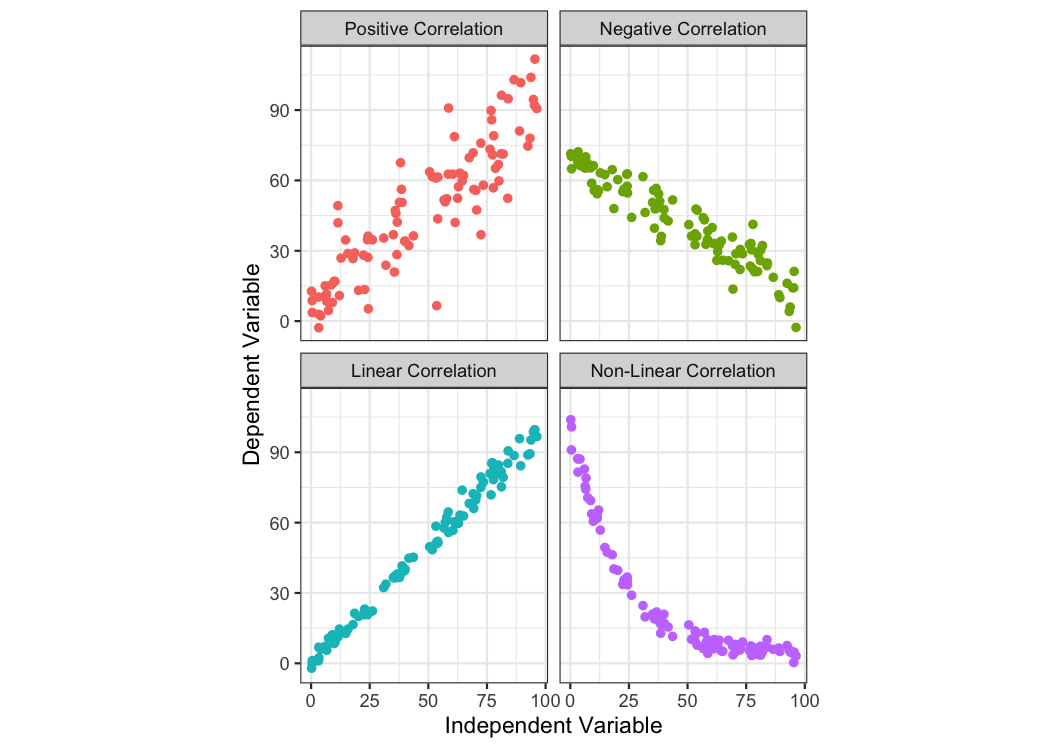 Positive Correlation
Negative Correlation
90
60
30
0
Dependent Variable
Linear Correlation
Non-Linear Correlation
90
60
30
0
0 25 50 75 100
0 25 50 75 100
Independent Variable